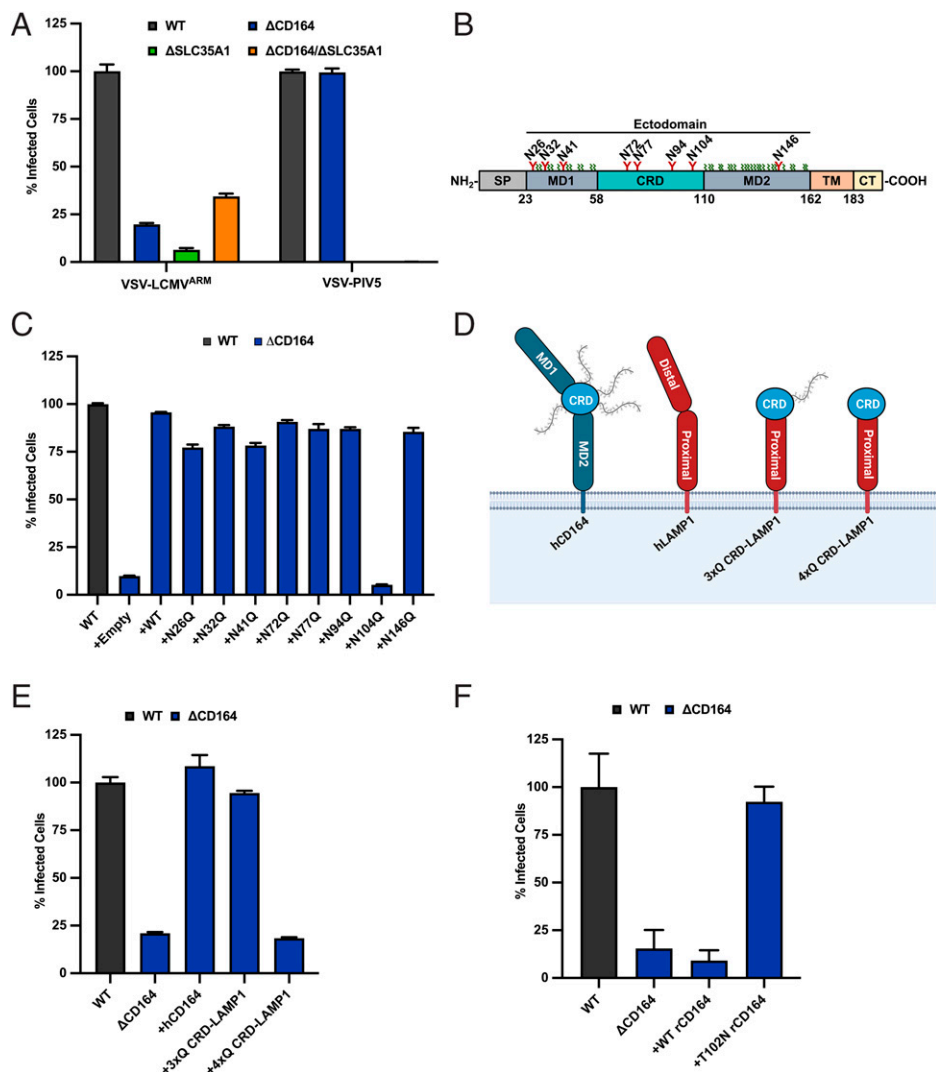 A
WT
ΔCD164
ΔSLC35A1
ΔCD164/ΔSLC35A1
% Infected Cells
125
100
75
50
25
0
VSV-LCMVᴬᴿᴹ
VSV-PIV5
B
Ectodomain
N26
N32
N41
N72
N77
N94
N104
N146
NH₂- SP MD1 CRD MD2 TM CT -COOH
23 58 110 162 183
C
WT ΔCD164
% Infected Cells
125
100
75
50
25
0
WT
+Empty
+WT
+N26Q
+N32Q
+N41Q
+N72Q
+N77Q
+N94Q
+N104Q
+N146Q
D
MD1
CRD
MD2
Distal
Proximal
CRD
Proximal
CRD
Proximal
hCD164
hLAMP1
3xQ CRD-LAMP1
4xQ CRD-LAMP1
E
WT ΔCD164
% Infected Cells
125
100
75
50
25
0
WT
ΔCD164
+hCD164
+3xQ CRD-LAMP1
+4xQ CRD-LAMP1
F
WT ΔCD164
% Infected Cells
125
100
75
50
25
0
WT
ΔCD164
+WT rCD164
+T102N rCD164